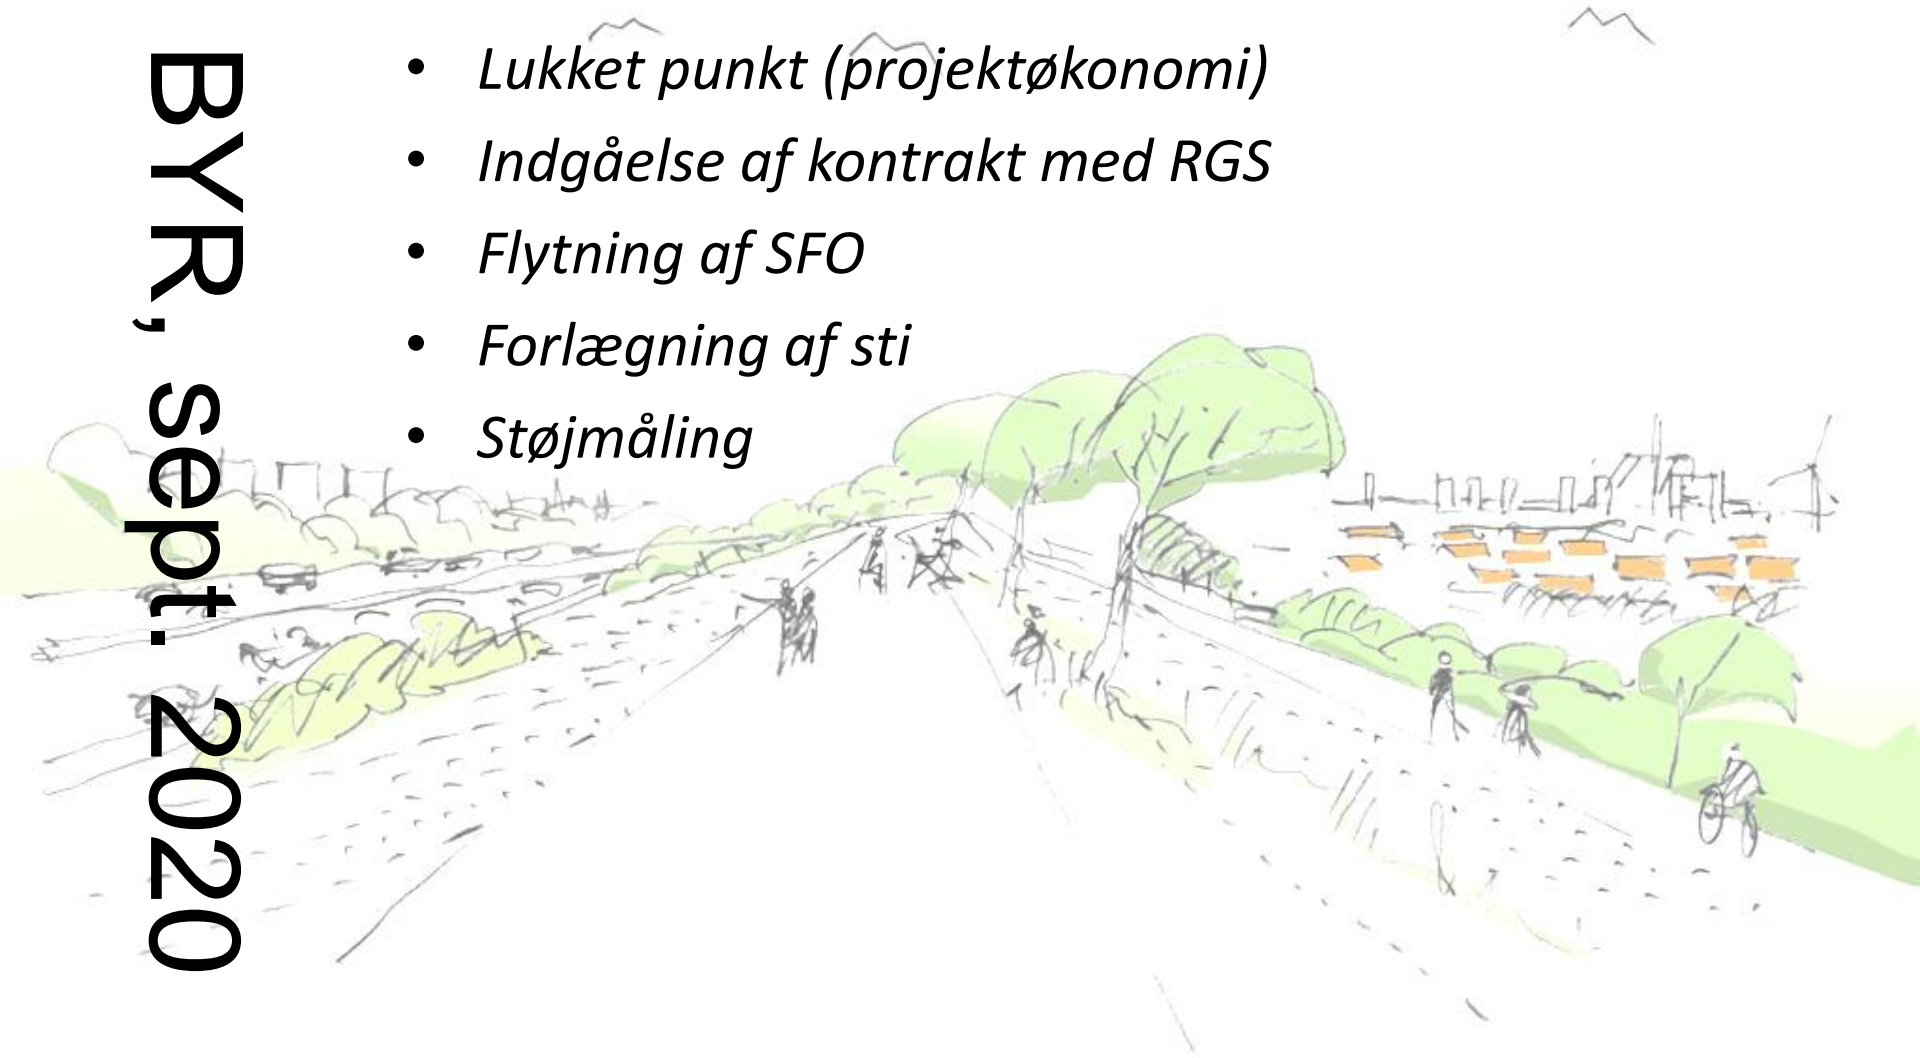 BYR, sept. 2020
• Lukket punkt (projektøkonomi)
• Indgåelse af kontrakt med RGS
• Flytning af SFO
• Forlægning af sti
• Støjmåling